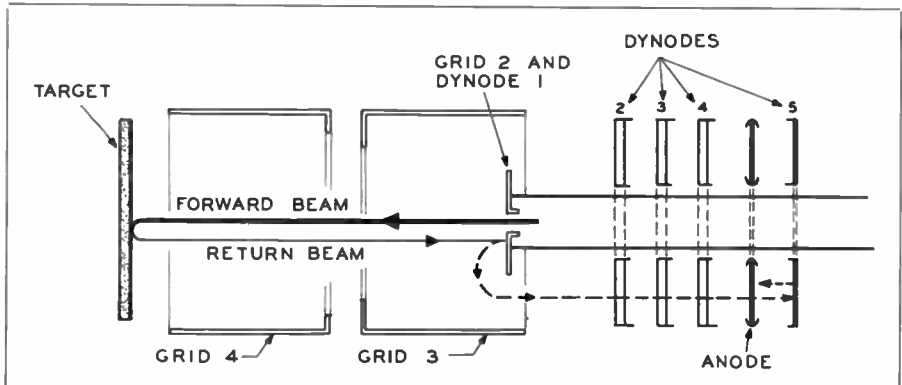 DYNODES
GRID 2 AND
DYNODE 1
TARGET
2 3 4 5
FORWARD BEAM
RETURN BEAM
GRID 4
GRID 3
ANODE